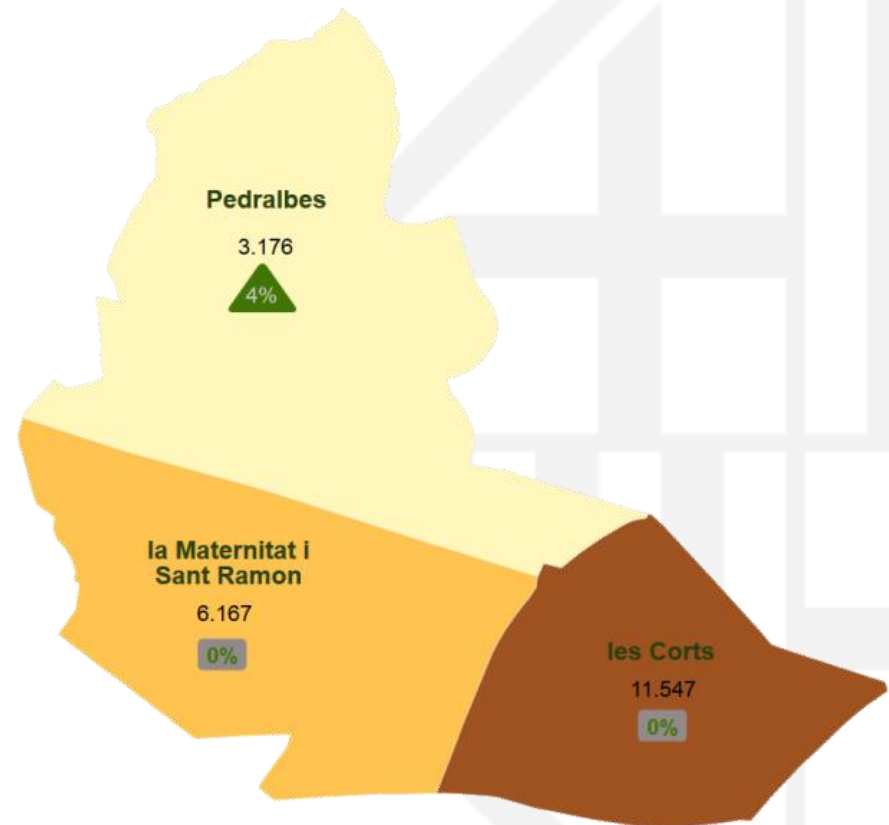 Pedralbes
3.176
4%
la Maternitat i
Sant Ramon
6.167
0%
les Corts
11.547
0%